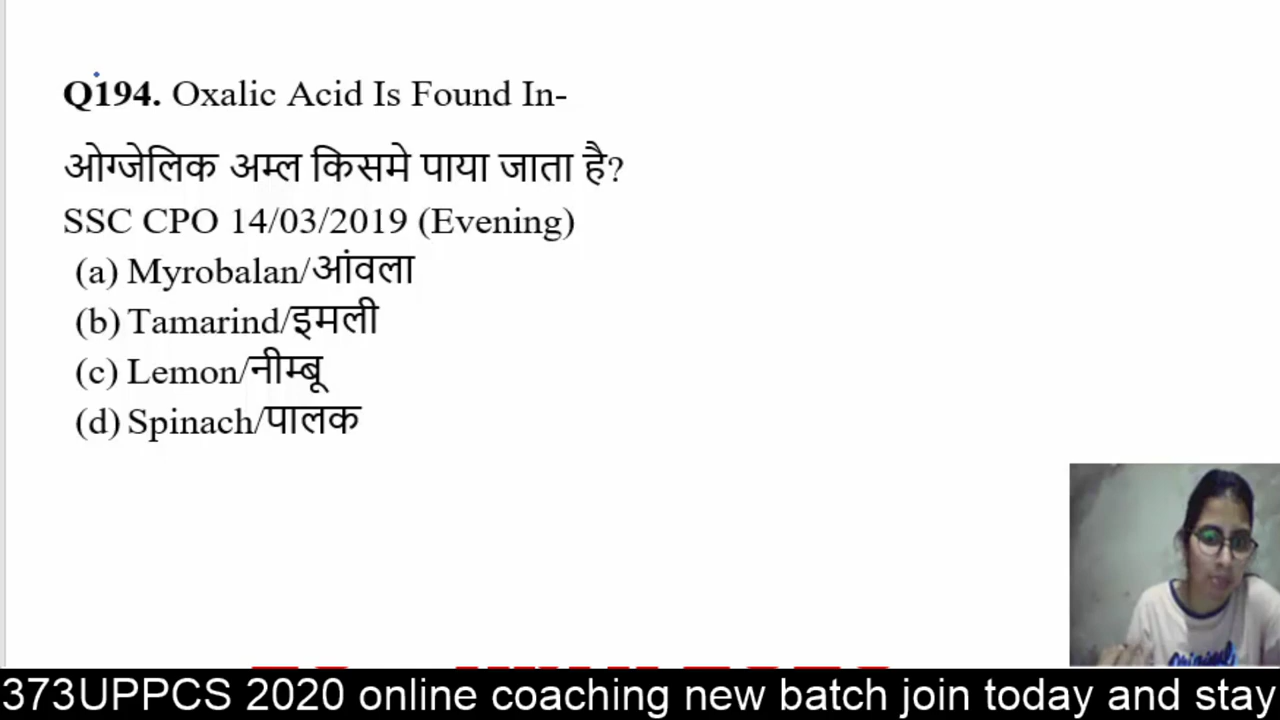 Q194. Oxalic Acid Is Found In-
ओग्जेलिक अम्ल किसमे पाया जाता है?
SSC CPO 14/03/2019 (Evening)
(a) Myrobalan/आंवला
(b) Tamarind/इमली
(c) Lemon/नीम्बू
(d) Spinach/पालक
373UPPCS 2020 online coaching new batch join today and stay